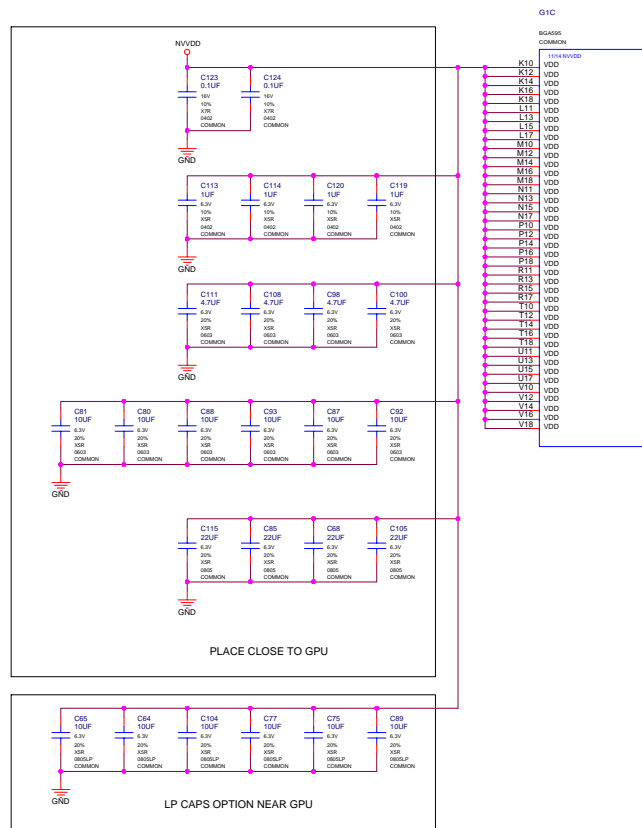 G1C
BGA595
COMMON
11/14 NVVDD
NVVDD
C123
0.1UF
16V
10%
X7R
0402
COMMON
C124
0.1UF
16V
10%
X7R
0402
COMMON
GND
C113
1UF
6.3V
10%
X5R
0402
COMMON
C114
1UF
6.3V
10%
X5R
0402
COMMON
C120
1UF
6.3V
10%
X5R
0402
COMMON
C119
1UF
6.3V
10%
X5R
0402
COMMON
GND
C111
4.7UF
6.3V
20%
X5R
0603
COMMON
C108
4.7UF
6.3V
20%
X5R
0603
COMMON
C98
4.7UF
6.3V
20%
X5R
0603
COMMON
C100
4.7UF
6.3V
20%
X5R
0603
COMMON
GND
C81
10UF
6.3V
20%
X5R
0603
COMMON
C80
10UF
6.3V
20%
X5R
0603
COMMON
C88
10UF
6.3V
20%
X5R
0603
COMMON
C93
10UF
6.3V
20%
X5R
0603
COMMON
C87
10UF
6.3V
20%
X5R
0603
COMMON
C92
10UF
6.3V
20%
X5R
0603
COMMON
GND
C115
22UF
6.3V
20%
X5R
0805
COMMON
C85
22UF
6.3V
20%
X5R
0805
COMMON
C68
22UF
6.3V
20%
X5R
0805
COMMON
C105
22UF
6.3V
20%
X5R
0805
COMMON
GND
PLACE CLOSE TO GPU
C65
10UF
6.3V
20%
X5R
0805LP
COMMON
C64
10UF
6.3V
20%
X5R
0805LP
COMMON
C104
10UF
6.3V
20%
X5R
0805LP
COMMON
C77
10UF
6.3V
20%
X5R
0805LP
COMMON
C75
10UF
6.3V
20%
X5R
0805LP
COMMON
C89
10UF
6.3V
20%
X5R
0805LP
COMMON
GND
LP CAPS OPTION NEAR GPU
K10 VDD
K12 VDD
K14 VDD
K16 VDD
K18 VDD
L11 VDD
L13 VDD
L15 VDD
L17 VDD
M10 VDD
M12 VDD
M14 VDD
M16 VDD
M18 VDD
N11 VDD
N13 VDD
N15 VDD
N17 VDD
P10 VDD
P12 VDD
P14 VDD
P16 VDD
P18 VDD
R11 VDD
R13 VDD
R15 VDD
R17 VDD
T10 VDD
T12 VDD
T14 VDD
T16 VDD
T18 VDD
U11 VDD
U13 VDD
U15 VDD
U17 VDD
V10 VDD
V12 VDD
V14 VDD
V16 VDD
V18 VDD